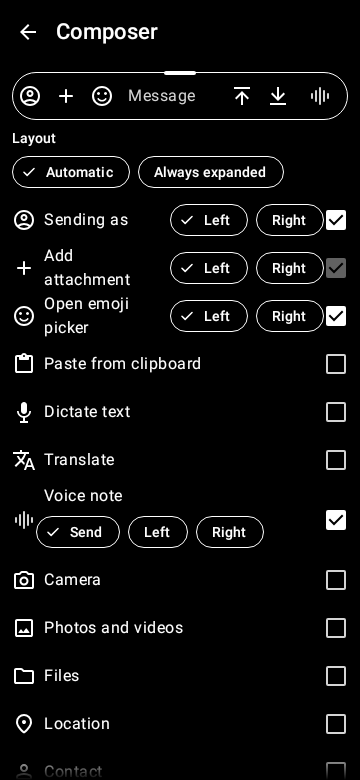 Composer
Message
Layout
Automatic
Always expanded
Sending as
Left
Right
Add
attachment
Left
Right
Open emoji
picker
Left
Right
Paste from clipboard
Dictate text
Translate
Voice note
Send
Left
Right
Camera
Photos and videos
Files
Location
Contact